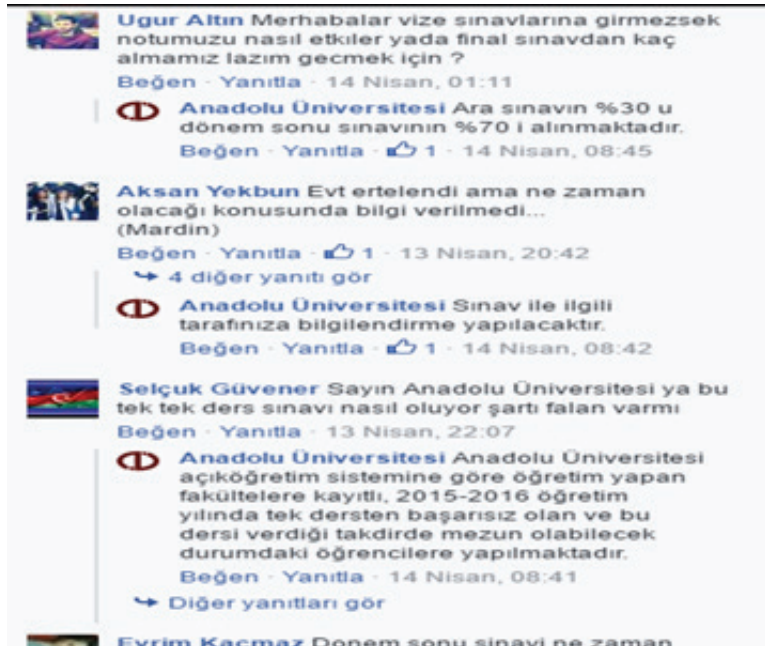 Ugur Altın Merhabalar vize sınavlarına girmezsek
notumuzu nasıl etkiler yada final sınavdan kaç
almamız lazım gecmek için ?
Beğen · Yanıtla · 14 Nisan, 01:11
Anadolu Üniversitesi Ara sınavın %30 u
dönem sonu sınavının %70 i alınmaktadır.
Beğen · Yanıtla · 1 · 14 Nisan, 08:45
Aksan Yekbun Evt ertelendi ama ne zaman
olacağı konusunda bilgi verilmedi...
(Mardin)
Beğen · Yanıtla · 1 · 13 Nisan, 20:42
4 diğer yanıtı gör
Anadolu Üniversitesi Sınav ile ilgili
tarafınıza bilgilendirme yapılacaktır.
Beğen · Yanıtla · 1 · 14 Nisan, 08:42
Selçuk Güvener Sayın Anadolu Üniversitesi ya bu
tek tek ders sınavı nasıl oluyor şartı falan varmı
Beğen · Yanıtla · 13 Nisan, 22:07
Anadolu Üniversitesi Anadolu Üniversitesi
açıköğretim sistemine göre öğretim yapan
fakültelere kayıtlı, 2015-2016 öğretim
yılında tek dersten başarısız olan ve bu
dersi verdiği takdirde mezun olabilecek
durumdaki öğrencilere yapılmaktadır.
Beğen · Yanıtla · 14 Nisan, 08:41
Diğer yanıtları gör
Evrim Kacmaz Donem sonu sinavi ne zaman